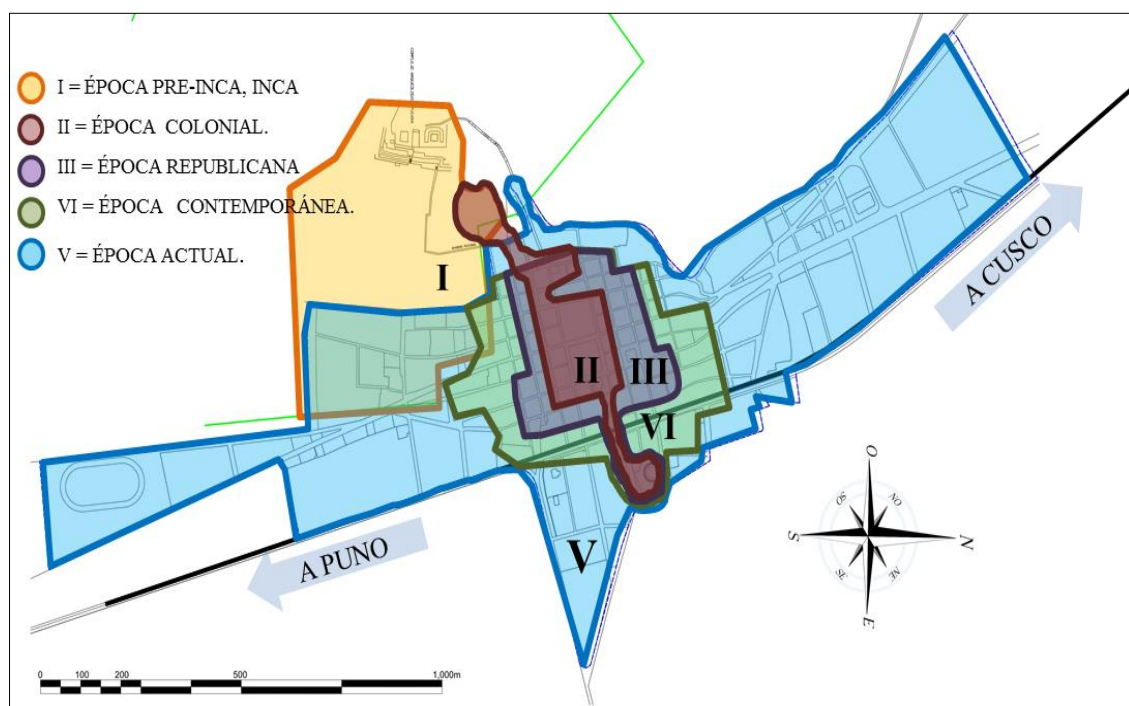 I = ÉPOCA PRE-INCA, INCA
II = ÉPOCA COLONIAL.
III = ÉPOCA REPUBLICANA
VI = ÉPOCA CONTEMPORÁNEA.
V = ÉPOCA ACTUAL.
I
II
III
VI
V
A CUSCO
A PUNO
O
SO
NO
S
N
SE
NE
E
0 100 200 500 1,000m